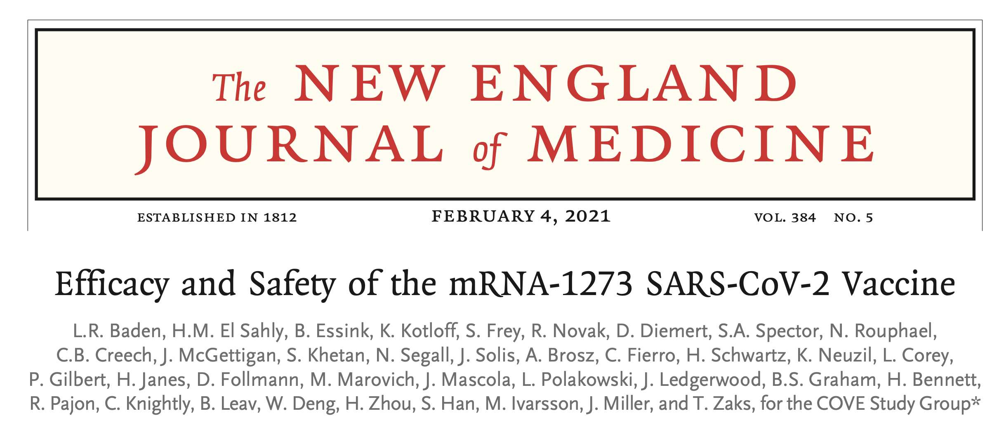 The NEW ENGLAND
JOURNAL of MEDICINE
ESTABLISHED IN 1812 FEBRUARY 4, 2021 VOL. 384 NO. 5
Efficacy and Safety of the mRNA-1273 SARS-CoV-2 Vaccine
L.R. Baden, H.M. El Sahly, B. Essink, K. Kotloff, S. Frey, R. Novak, D. Diemert, S.A. Spector, N. Rouphael,
C.B. Creech, J. McGettigan, S. Khetan, N. Segall, J. Solis, A. Brosz, C. Fierro, H. Schwartz, K. Neuzil, L. Corey,
P. Gilbert, H. Janes, D. Follmann, M. Marovich, J. Mascola, L. Polakowski, J. Ledgerwood, B.S. Graham, H. Bennett,
R. Pajon, C. Knightly, B. Leav, W. Deng, H. Zhou, S. Han, M. Ivarsson, J. Miller, and T. Zaks, for the COVE Study Group*